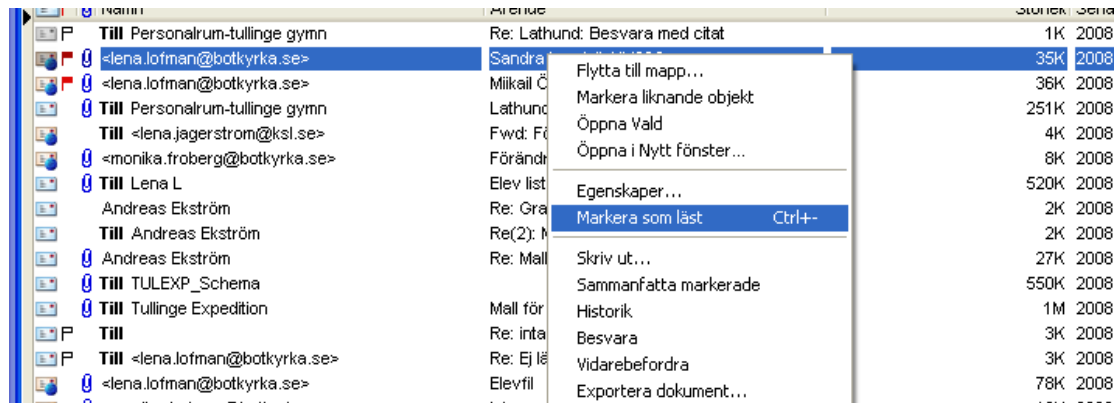 Namn Ärende Storlek Sena
Till Personalrum-tullinge gymn Re: Lathund: Besvara med citat 1K 2008
<lena.lofman@botkyrka.se> Sandra 35K 2008
<lena.lofman@botkyrka.se> Miikail Ö 36K 2008
Till Personalrum-tullinge gymn Lathund 251K 2008
Till <lena.jagerstrom@ksl.se> Fwd: Fö 4K 2008
<monika.froberg@botkyrka.se> Förändr 8K 2008
Till Lena L Elev list 520K 2008
Andreas Ekström Re: Gra 2K 2008
Till Andreas Ekström Re(2): M 2K 2008
Andreas Ekström Re: Mall 27K 2008
Till TULEXP_Schema 550K 2008
Till Tullinge Expedition Mall för 1M 2008
Till Re: inta 3K 2008
Till <lena.lofman@botkyrka.se> Re: Ej lä 3K 2008
<lena.lofman@botkyrka.se> Elevfil 78K 2008
Flytta till mapp...
Markera liknande objekt
Öppna Vald
Öppna i Nytt fönster...
Egenskaper...
Markera som läst Ctrl+-
Skriv ut...
Sammanfatta markerade
Historik
Besvara
Vidarebefordra
Exportera dokument...